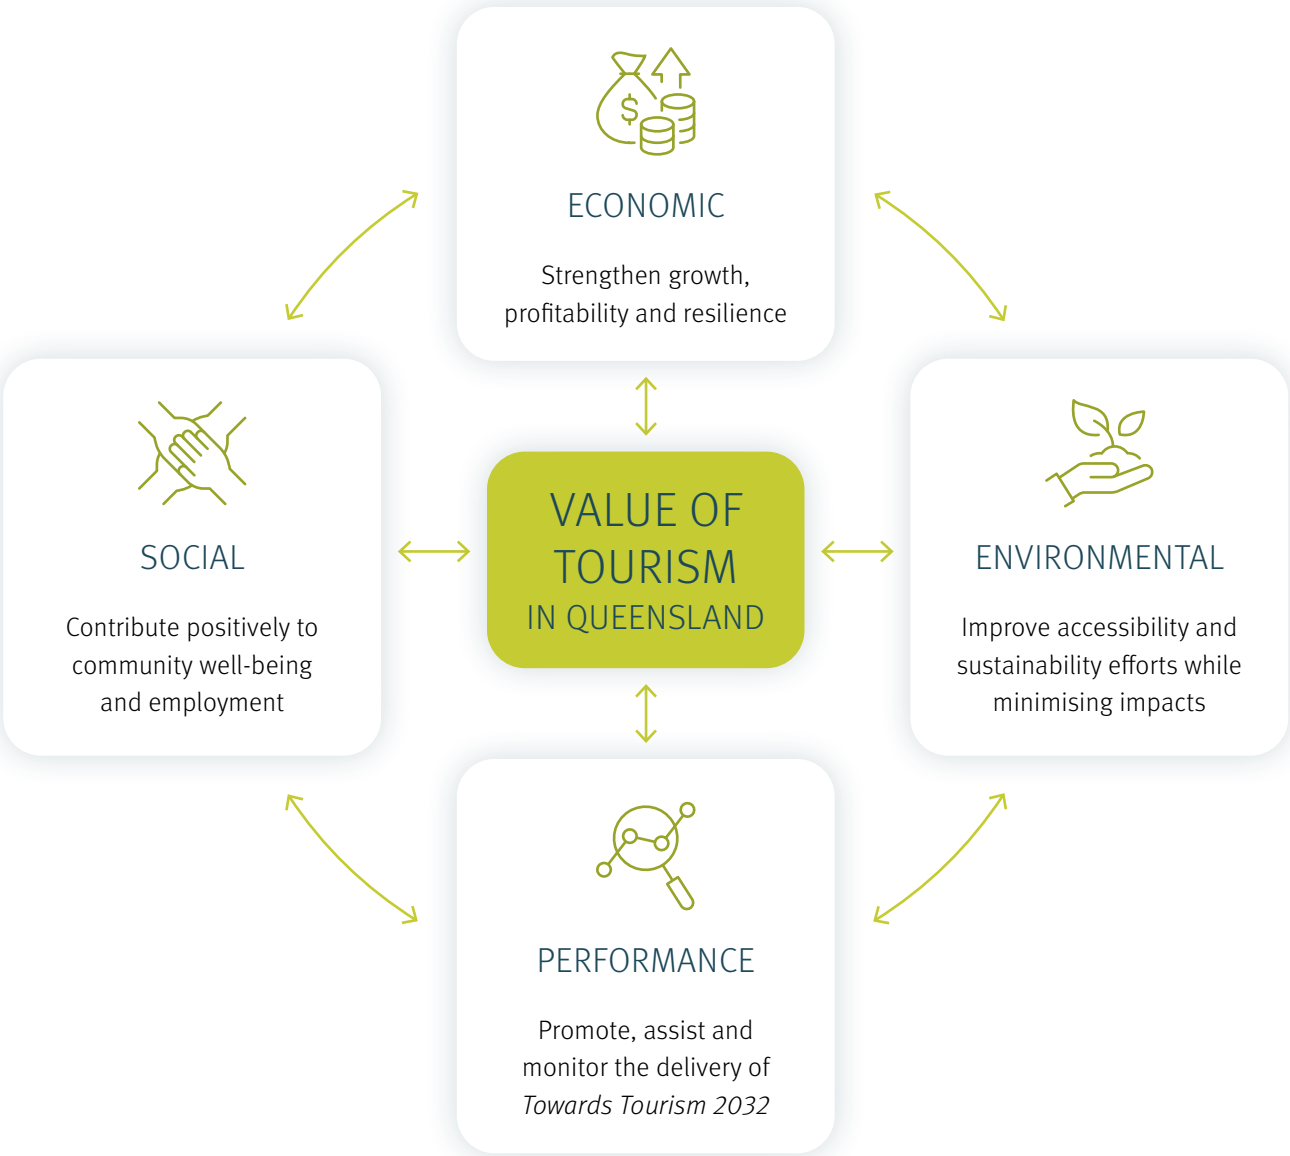 $
ECONOMIC
Strengthen growth,
profitability and resilience
SOCIAL
Contribute positively to
community well-being
and employment
VALUE OF
TOURISM
IN QUEENSLAND
ENVIRONMENTAL
Improve accessibility and
sustainability efforts while
minimising impacts
PERFORMANCE
Promote, assist and
monitor the delivery of
Towards Tourism 2032